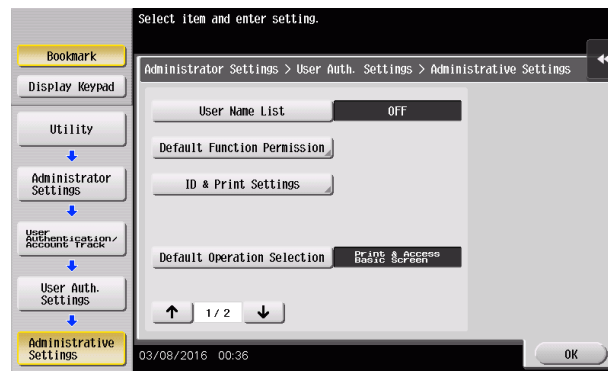 Select item and enter setting.
Bookmark
Display Keypad
Utility
Administrator
Settings
User
Authentication/
Account Track
User Auth.
Settings
Administrative
Settings
Administrator Settings > User Auth. Settings > Administrative Settings
User Name List OFF
Default Function Permission
ID & Print Settings
Default Operation Selection Print & Access
Basic Screen
1/ 2
03/08/2016 00:36
OK